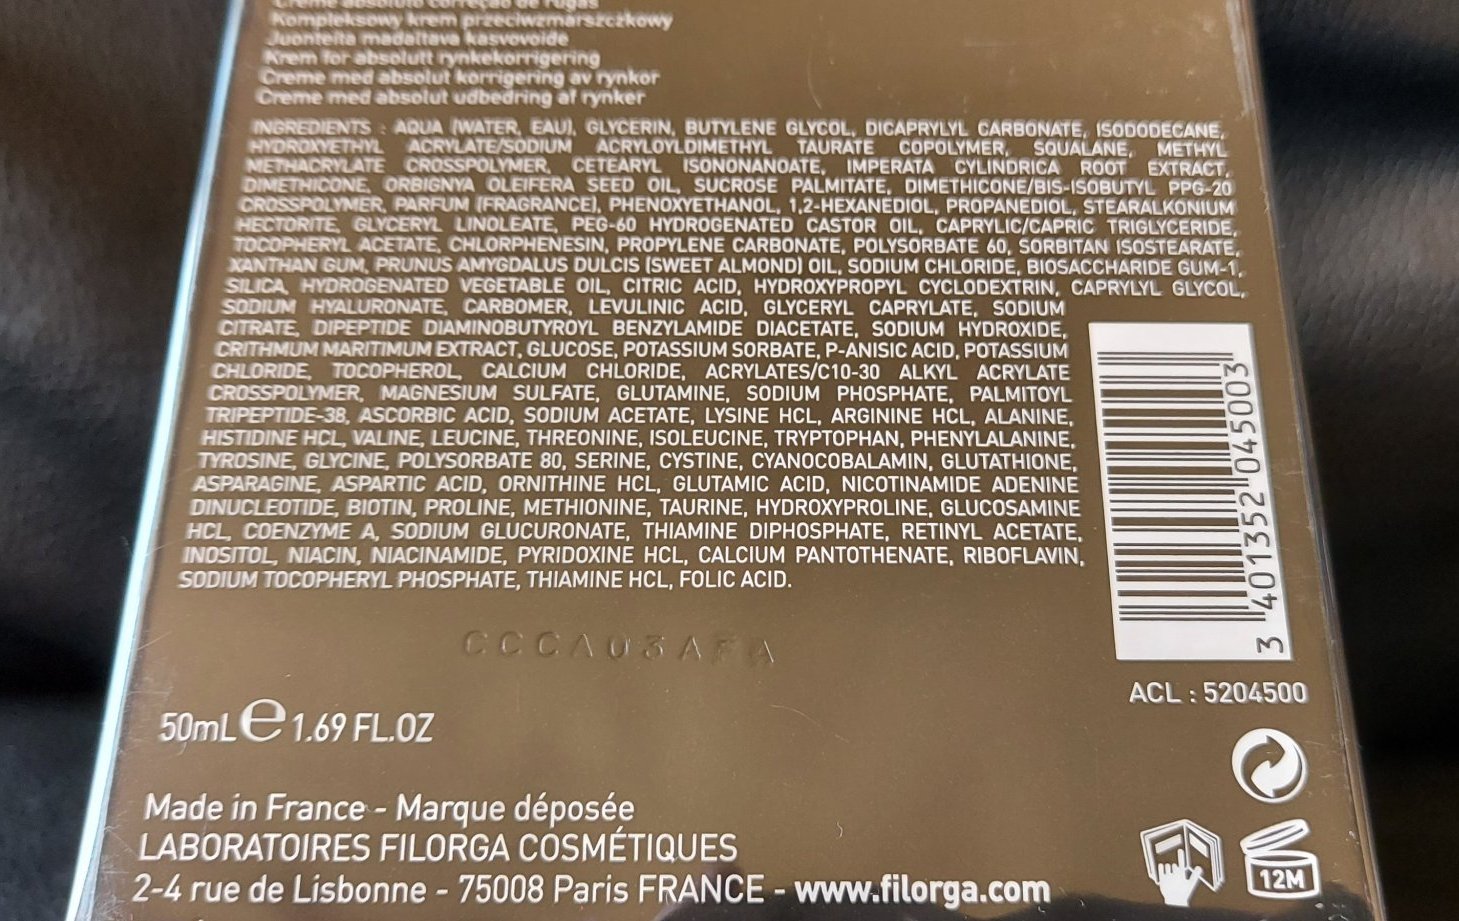 Creme absoluto correção de rugas
Kompleksowy krem przeciwzmarszczkowy
Juonteita madaltava kasvovoide
Krem for absolutt rynkekorrigering
Creme med absolut korrigering av rynkor
Creme med absolut udbedring af rynker
INGREDIENTS : AQUA (WATER, EAU), GLYCERIN, BUTYLENE GLYCOL, DICAPRYLYL CARBONATE, ISODODECANE,
HYDROXYETHYL ACRYLATE/SODIUM ACRYLOYLDIMETHYL TAURATE COPOLYMER, SQUALANE, METHYL
METHACRYLATE CROSSPOLYMER, CETEARYL ISONONANOATE, IMPERATA CYLINDRICA ROOT EXTRACT,
DIMETHICONE, ORBIGNYA OLEIFERA SEED OIL, SUCROSE PALMITATE, DIMETHICONE/BIS-ISOBUTYL PPG-20
CROSSPOLYMER, PARFUM (FRAGRANCE), PHENOXYETHANOL, 1,2-HEXANEDIOL, PROPANEDIOL, STEARALKONIUM
HECTORITE, GLYCERYL LINOLEATE, PEG-60 HYDROGENATED CASTOR OIL, CAPRYLIC/CAPRIC TRIGLYCERIDE,
TOCOPHERYL ACETATE, CHLORPHENESIN, PROPYLENE CARBONATE, POLYSORBATE 60, SORBITAN ISOSTEARATE,
XANTHAN GUM, PRUNUS AMYGDALUS DULCIS (SWEET ALMOND) OIL, SODIUM CHLORIDE, BIOSACCHARIDE GUM-1,
SILICA, HYDROGENATED VEGETABLE OIL, CITRIC ACID, HYDROXYPROPYL CYCLODEXTRIN, CAPRYLYL GLYCOL,
SODIUM HYALURONATE, CARBOMER, LEVULINIC ACID, GLYCERYL CAPRYLATE, SODIUM
CITRATE, DIPEPTIDE DIAMINOBUTYROYL BENZYLAMIDE DIACETATE, SODIUM HYDROXIDE,
CRITHMUM MARITIMUM EXTRACT, GLUCOSE, POTASSIUM SORBATE, P-ANISIC ACID, POTASSIUM
CHLORIDE, TOCOPHEROL, CALCIUM CHLORIDE, ACRYLATES/C10-30 ALKYL ACRYLATE
CROSSPOLYMER, MAGNESIUM SULFATE, GLUTAMINE, SODIUM PHOSPHATE, PALMITOYL
TRIPEPTIDE-38, ASCORBIC ACID, SODIUM ACETATE, LYSINE HCL, ARGININE HCL, ALANINE,
HISTIDINE HCL, VALINE, LEUCINE, THREONINE, ISOLEUCINE, TRYPTOPHAN, PHENYLALANINE,
TYROSINE, GLYCINE, POLYSORBATE 80, SERINE, CYSTINE, CYANOCOBALAMIN, GLUTATHIONE,
ASPARAGINE, ASPARTIC ACID, ORNITHINE HCL, GLUTAMIC ACID, NICOTINAMIDE ADENINE
DINUCLEOTIDE, BIOTIN, PROLINE, METHIONINE, TAURINE, HYDROXYPROLINE, GLUCOSAMINE
HCL, COENZYME A, SODIUM GLUCURONATE, THIAMINE DIPHOSPHATE, RETINYL ACETATE,
INOSITOL, NIACIN, NIACINAMIDE, PYRIDOXINE HCL, CALCIUM PANTOTHENATE, RIBOFLAVIN,
SODIUM TOCOPHERYL PHOSPHATE, THIAMINE HCL, FOLIC ACID.
3 401352 045003
CCCA03AFA
ACL : 5204500
50mL e 1.69 FL.OZ
Made in France - Marque déposée
LABORATOIRES FILORGA COSMÉTIQUES
2-4 rue de Lisbonne - 75008 Paris FRANCE - www.filorga.com
12M